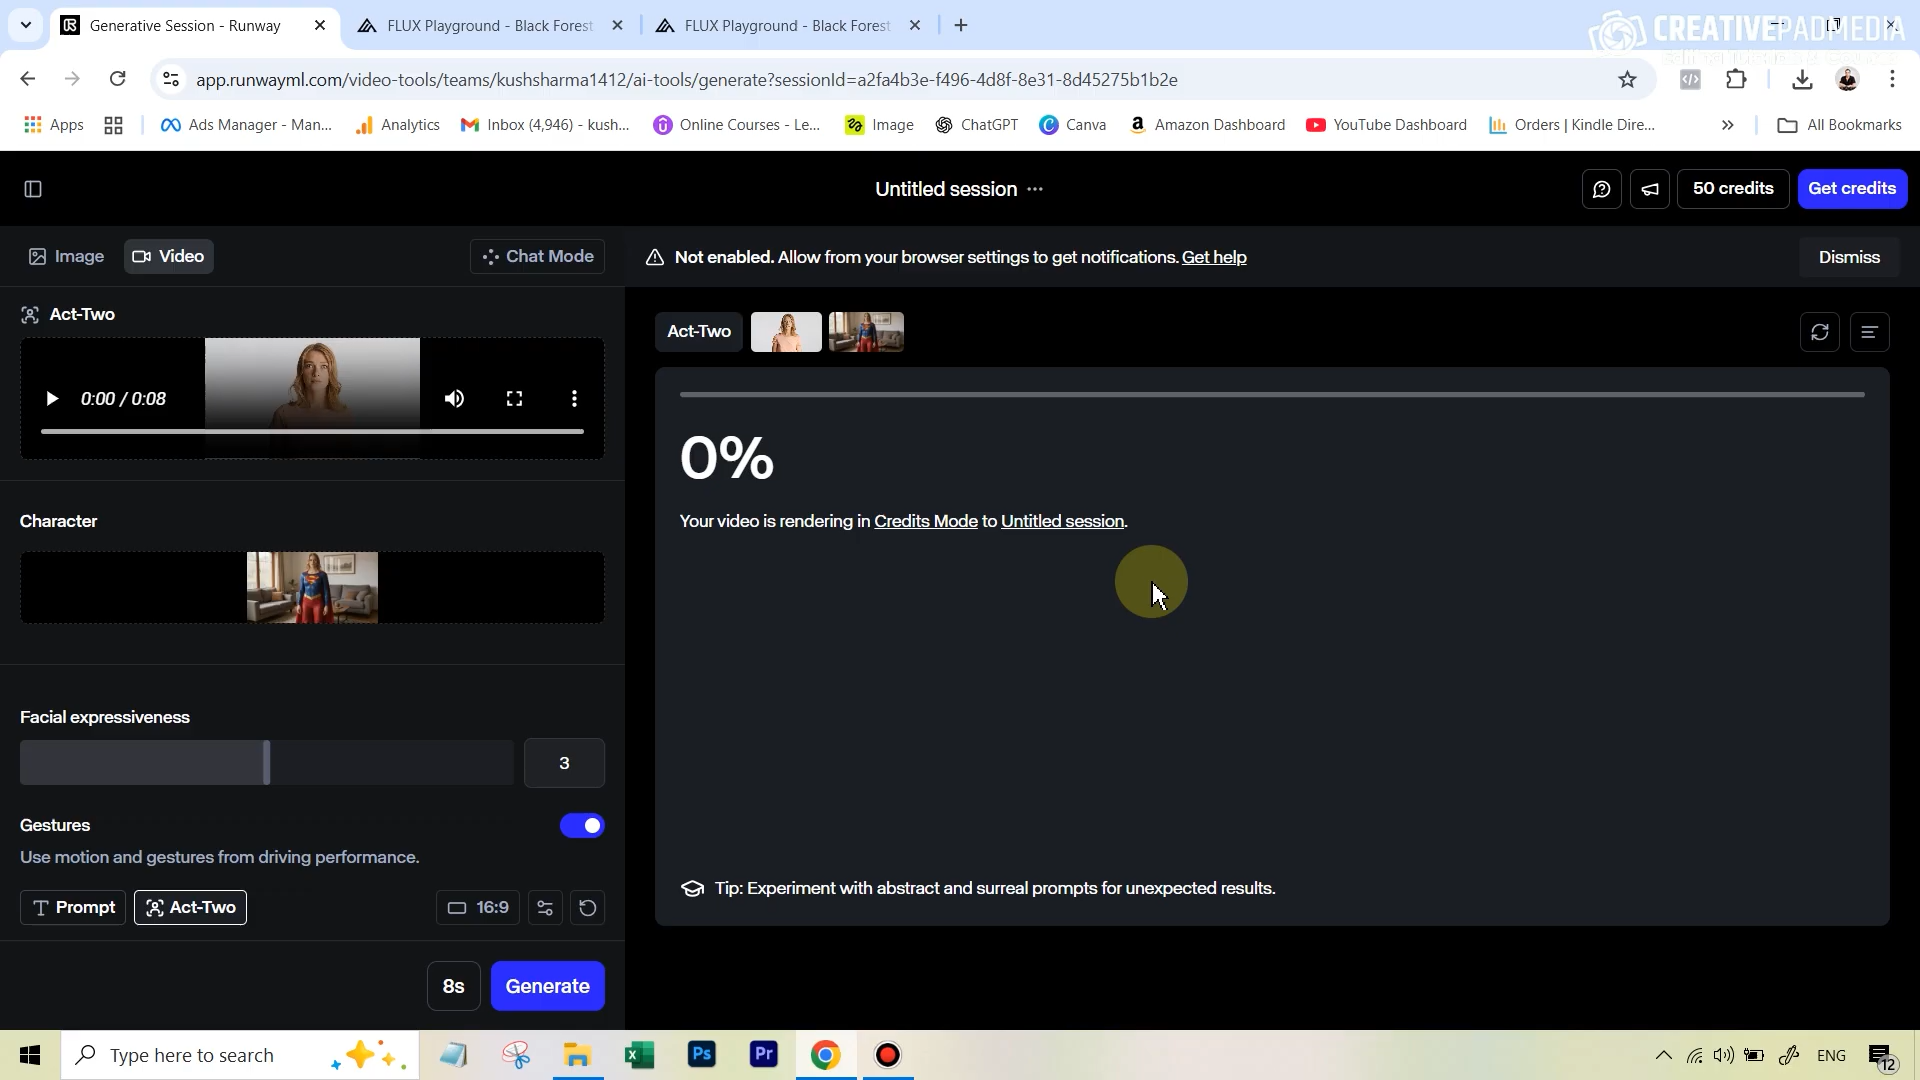 Generative Session - Runway
FLUX Playground - Black Forest
FLUX Playground - Black Forest
CREATIVEPADMEDIA
app.runwayml.com/video-tools/teams/kushsharma1412/ai-tools/generate?sessionId=a2fa4b3e-f496-4d8f-8e31-8d45275b1b2e
Apps
Ads Manager - Man...
Analytics
Inbox (4,946) - kush...
Online Courses - Le...
Image
ChatGPT
Canva
Amazon Dashboard
YouTube Dashboard
Orders | Kindle Dire...
All Bookmarks
Untitled session
50 credits
Get credits
Image
Video
Chat Mode
Not enabled. Allow from your browser settings to get notifications. Get help
Dismiss
Act-Two
0:00 / 0:08
Character
Facial expressiveness
3
Gestures
Use motion and gestures from driving performance.
Prompt
Act-Two
16:9
8s
Generate
Act-Two
0%
Your video is rendering in Credits Mode to Untitled session.
Tip: Experiment with abstract and surreal prompts for unexpected results.
Type here to search
Ps
Pr
ENG
12